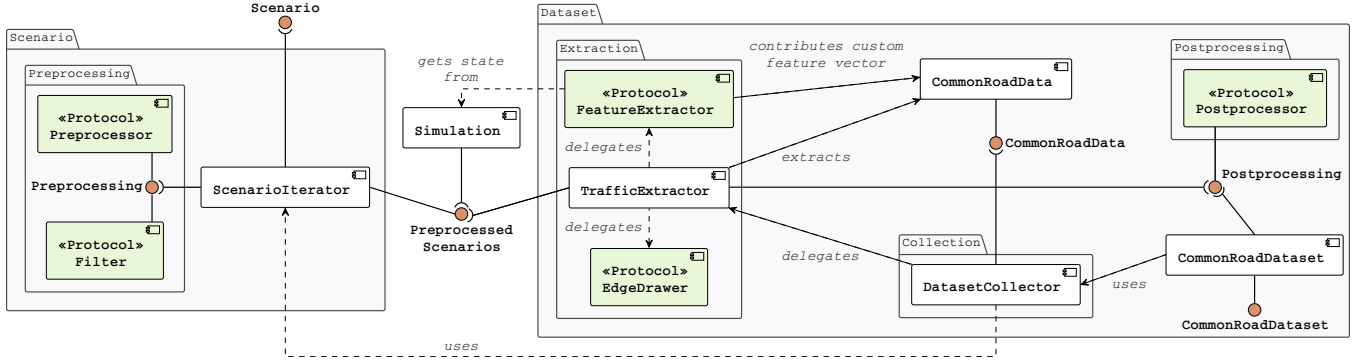 Scenario
Dataset
Scenario
Extraction
Postprocessing
gets state
from
contributes custom
feature vector
Preprocessing
«Protocol»
Preprocessor
«Protocol»
FeatureExtractor
CommonRoadData
«Protocol»
Postprocessor
Simulation
delegates
extracts
CommonRoadData
Preprocessing
ScenarioIterator
TrafficExtractor
Postprocessing
Preprocessed
Scenarios
delegates
«Protocol»
Filter
«Protocol»
EdgeDrawer
delegates
Collection
DatasetCollector
uses
CommonRoadDataset
CommonRoadDataset
uses